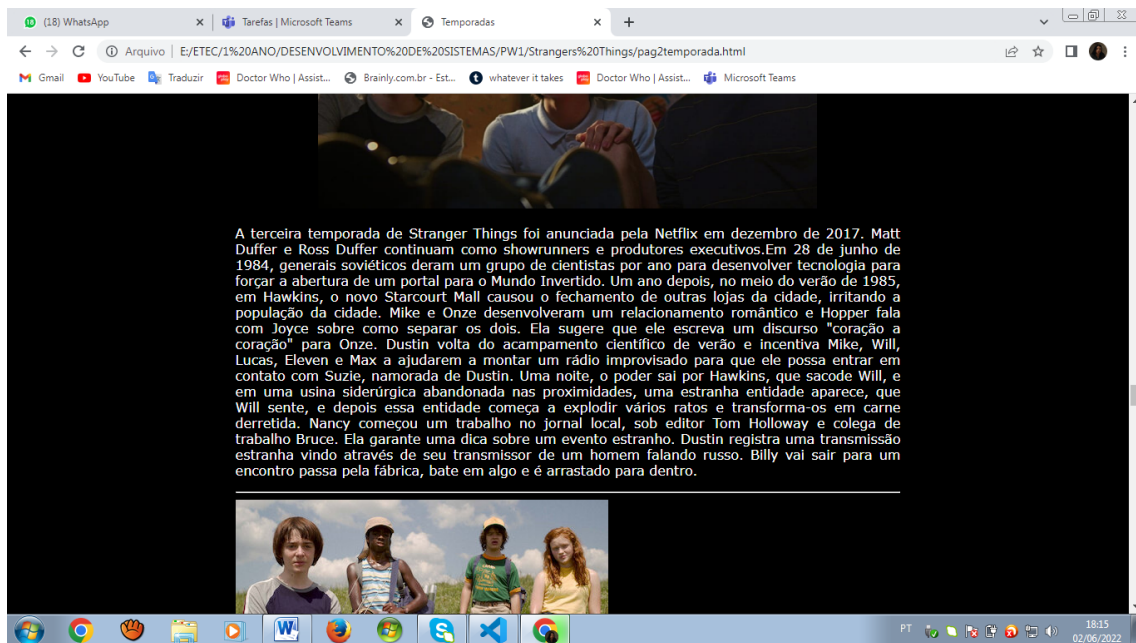 (18) WhatsApp
Tarefas | Microsoft Teams
Temporadas
Arquivo | E:/ETEC/1%20ANO/DESENVOLVIMENTO%20DE%20SISTEMAS/PW1/Strangers%20Things/pag2temporada.html
Gmail YouTube Traduzir Doctor Who | Assist... Brainly.com.br - Est... whatever it takes Doctor Who | Assist... Microsoft Teams
A terceira temporada de Stranger Things foi anunciada pela Netflix em dezembro de 2017. Matt
Duffer e Ross Duffer continuam como showrunners e produtores executivos.Em 28 de junho de
1984, generais soviéticos deram um grupo de cientistas por ano para desenvolver tecnologia para
forçar a abertura de um portal para o Mundo Invertido. Um ano depois, no meio do verão de 1985,
em Hawkins, o novo Starcourt Mall causou o fechamento de outras lojas da cidade, irritando a
população da cidade. Mike e Onze desenvolveram um relacionamento romântico e Hopper fala
com Joyce sobre como separar os dois. Ela sugere que ele escreva um discurso "coração a
coração" para Onze. Dustin volta do acampamento científico de verão e incentiva Mike, Will,
Lucas, Eleven e Max a ajudarem a montar um rádio improvisado para que ele possa entrar em
contato com Suzie, namorada de Dustin. Uma noite, o poder sai por Hawkins, que sacode Will, e
em uma usina siderúrgica abandonada nas proximidades, uma estranha entidade aparece, que
Will sente, e depois essa entidade começa a explodir vários ratos e transforma-os em carne
derretida. Nancy começou um trabalho no jornal local, sob editor Tom Holloway e colega de
trabalho Bruce. Ela garante uma dica sobre um evento estranho. Dustin registra uma transmissão
estranha vindo através de seu transmissor de um homem falando russo. Billy vai sair para um
encontro passa pela fábrica, bate em algo e é arrastado para dentro.
PT
18:15
02/06/2022